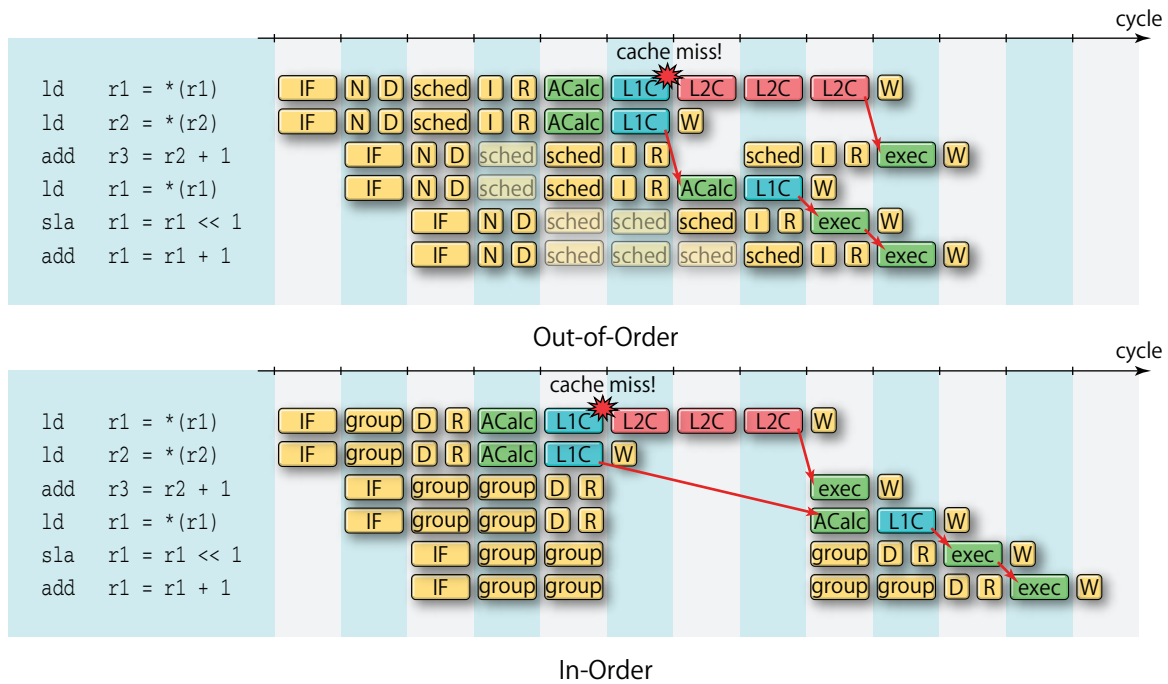 cycle
cache miss!
ld r1 = *(r1) IF N D sched I R ACalc L1C L2C L2C L2C W
ld r2 = *(r2) IF N D sched I R ACalc L1C W
add r3 = r2 + 1 IF N D sched sched I R sched I R exec W
ld r1 = *(r1) IF N D sched sched I R ACalc L1C W
sla r1 = r1 << 1 IF N D sched sched sched I R exec W
add r1 = r1 + 1 IF N D sched sched sched sched I R exec W
Out-of-Order
cycle
cache miss!
ld r1 = *(r1) IF group D R ACalc L1C L2C L2C L2C W
ld r2 = *(r2) IF group D R ACalc L1C W
add r3 = r2 + 1 IF group group D R exec W
ld r1 = *(r1) IF group group D R ACalc L1C W
sla r1 = r1 << 1 IF group group group D R exec W
add r1 = r1 + 1 IF group group group group D R exec W
In-Order